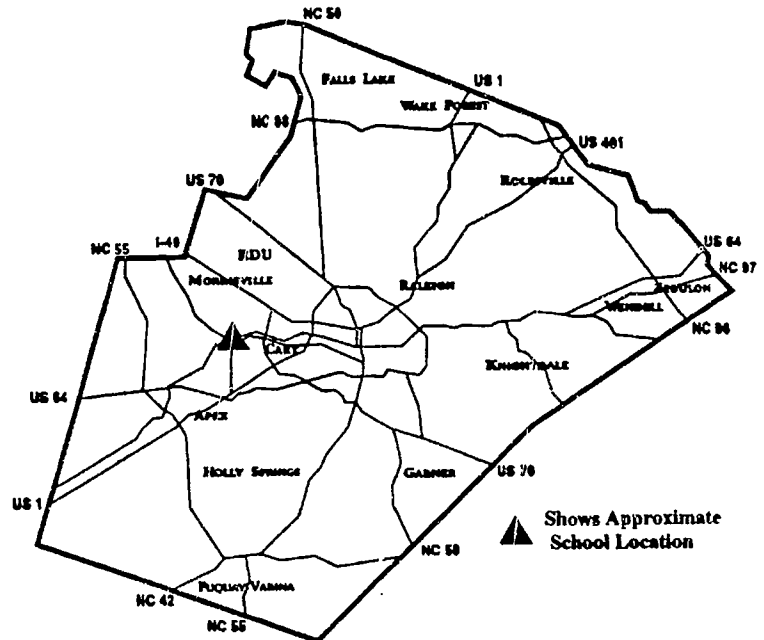 NC 50
FALLS LAKE
US 1
WAKE FOREST
NC 98
US 401
ROLESVILLE
US 70
US 64
NC 55
I-40
RDU
NC 97
MORRISVILLE
RALEIGH
ZEBULON
WENDELL
NC 96
CARY
KNIGHTDALE
US 64
APEX
HOLLY SPRINGS
GARNER
US 70
US 1
Shows Approximate
School Location
NC 50
FUQUAY VARINA
NC 42
NC 55